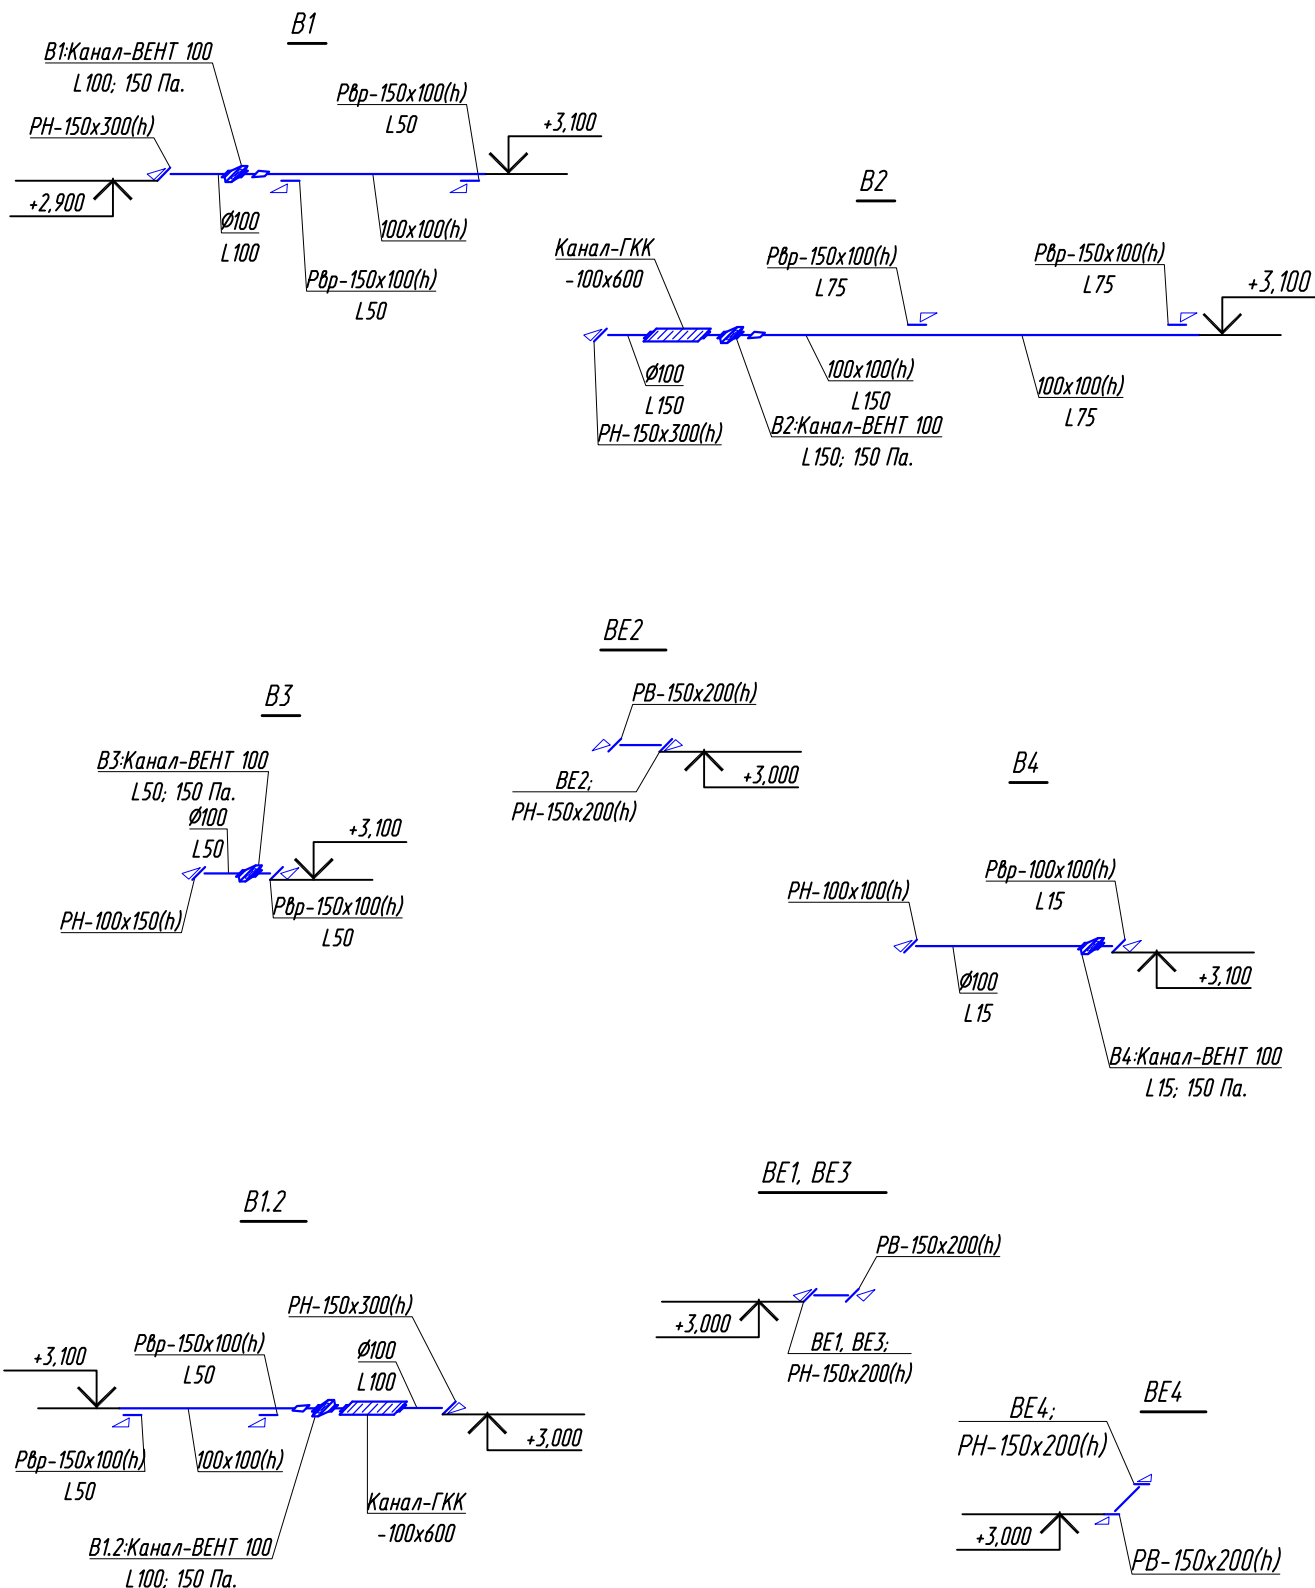 В1
В1:Канал-ВЕНТ 100
L100; 150 Па.
РН-150х300(h)
Рвр-150х100(h)
L50
+3,100
+2,900
Ø100
L100
100х100(h)
Рвр-150х100(h)
L50
В2
Канал-ГКК
-100х600
Рвр-150х100(h)
L75
Рвр-150х100(h)
L75
+3,100
Ø100
L150
РН-150х300(h)
100х100(h)
L150
В2:Канал-ВЕНТ 100
L150; 150 Па.
100х100(h)
L75
ВЕ2
РВ-150х200(h)
ВЕ2;
РН-150х200(h)
+3,000
В3
В3:Канал-ВЕНТ 100
L50; 150 Па.
Ø100
L50
+3,100
РН-100х150(h)
Рвр-150х100(h)
L50
В4
РН-100х100(h)
Рвр-100х100(h)
L15
Ø100
L15
+3,100
В4:Канал-ВЕНТ 100
L15; 150 Па.
В1.2
РН-150х300(h)
+3,100
Рвр-150х100(h)
L50
Ø100
L100
Рвр-150х100(h)
L50
100х100(h)
+3,000
Канал-ГКК
-100х600
В1.2:Канал-ВЕНТ 100
L100; 150 Па.
ВЕ1, ВЕ3
РВ-150х200(h)
+3,000
ВЕ1, ВЕ3;
РН-150х200(h)
ВЕ4
ВЕ4;
РН-150х200(h)
+3,000
РВ-150х200(h)